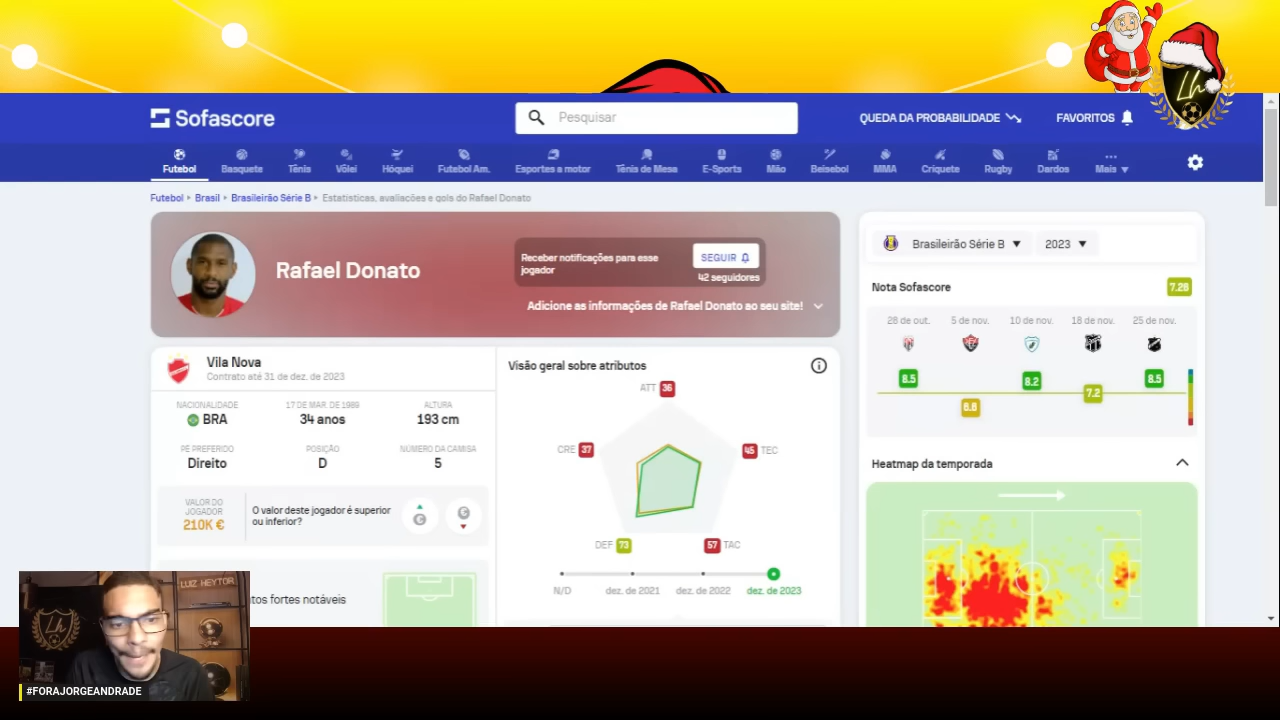 Lh
Sofascore
Pesquisar
QUEDA DA PROBABILIDADE
FAVORITOS
Futebol
Basquete
Tênis
Vôlei
Hóquei
Futebol Am.
Esportes a motor
Tênis de Mesa
E-Sports
Mão
Beisebol
MMA
Críquete
Rugby
Dardos
Mais
Futebol
Brasil
Brasileirão Série B
Estatísticas, avaliações e gols do Rafael Donato
Rafael Donato
Receber notificações para esse
jogador
SEGUIR
42 seguidores
Adicione as informações de Rafael Donato ao seu site!
Vila Nova
Contrato até 31 de dez. de 2023
NACIONALIDADE
BRA
17 DE MAR. DE 1989
34 anos
ALTURA
193 cm
PÉ PREFERIDO
Direito
POSIÇÃO
D
NÚMERO DA CAMISA
5
VALOR DO
JOGADOR
210K €
O valor deste jogador é superior
ou inferior?
€
€
tos fortes notáveis
Visão geral sobre atributos
ATT 36
CRE 37
45 TEC
DEF 73
57 TAC
N/D
dez. de 2021
dez. de 2022
dez. de 2023
Brasileirão Série B
2023
Nota Sofascore
7.28
28 de out.
5 de nov.
10 de nov.
18 de nov.
25 de nov.
8.5
6.8
8.2
7.2
8.5
Heatmap da temporada
LUIZ HEYTOR
Lh
#FORAJORGEANDRADE